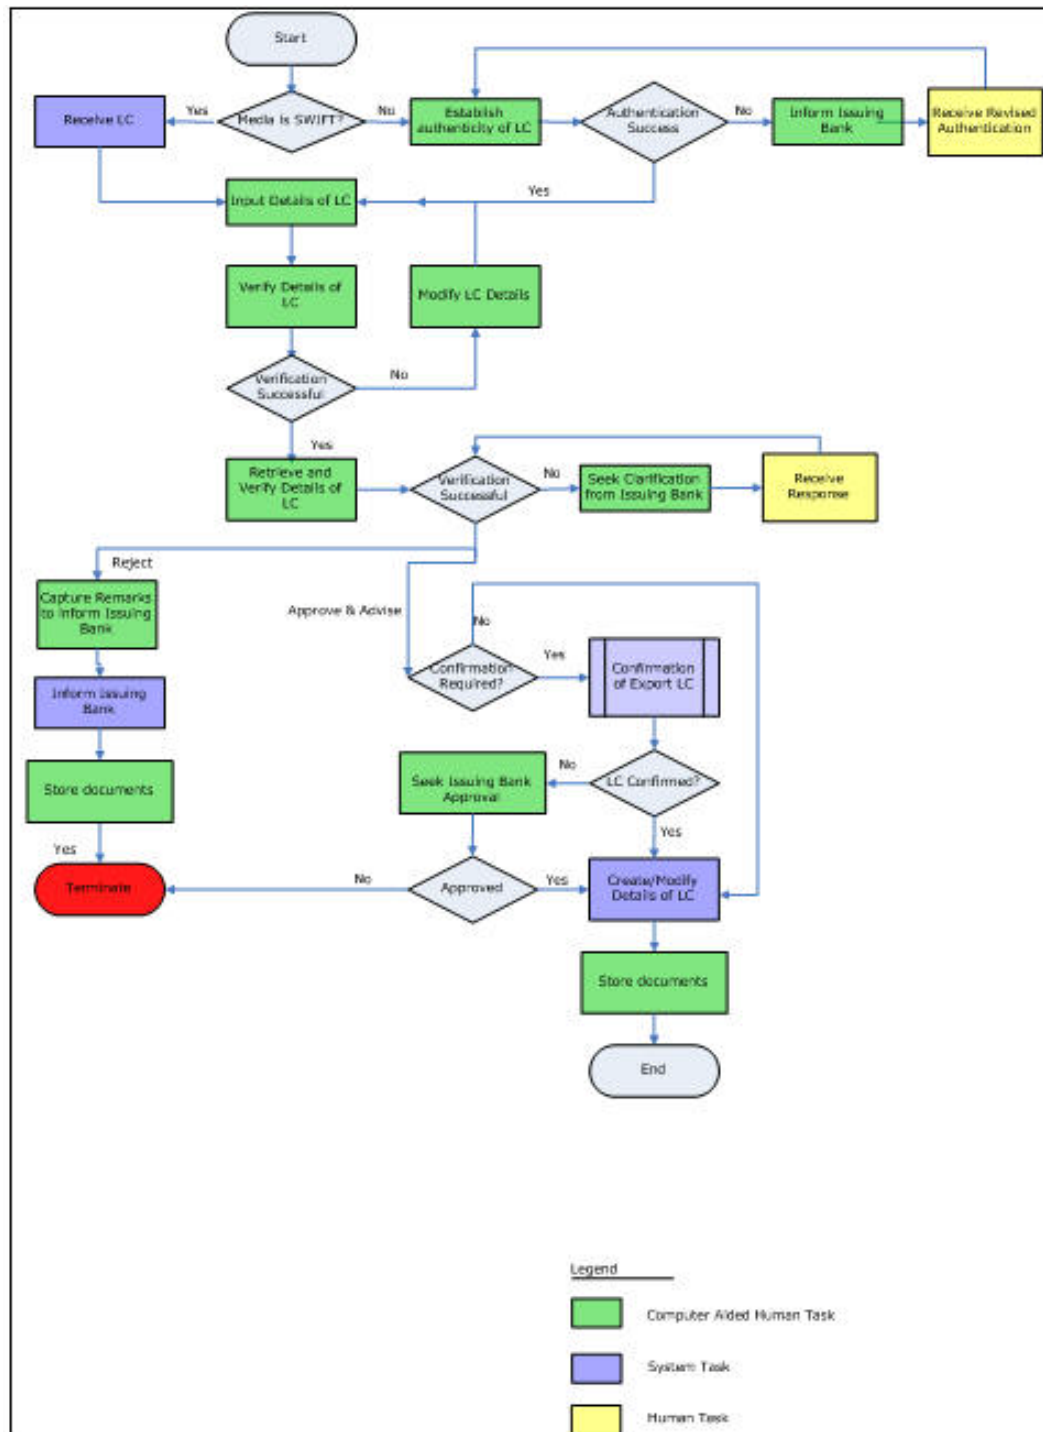 Start
Yes
Media is SWIFT?
No
Receive LC
Establish
authenticity of LC
Authentication
Success
No
Inform Issuing
Bank
Receive Revised
Authentication
Yes
Input Details of LC
Verify Details of
LC
Modify LC Details
Verification
Successful
No
Yes
Retrieve and
Verify Details of
LC
Verification
Successful
No
Seek Clarification
from Issuing Bank
Receive
Response
Reject
Capture Remarks
to Inform Issuing
Bank
Approve & Advise
No
Confirmation
Required?
Yes
Confirmation
of Export LC
Inform Issuing
Bank
Store documents
Seek Issuing Bank
Approval
No
LC Confirmed?
Yes
Yes
Terminate
No
Approved
Yes
Create/Modify
Details of LC
Store documents
End
Legend
Computer Aided Human Task
System Task
Human Task